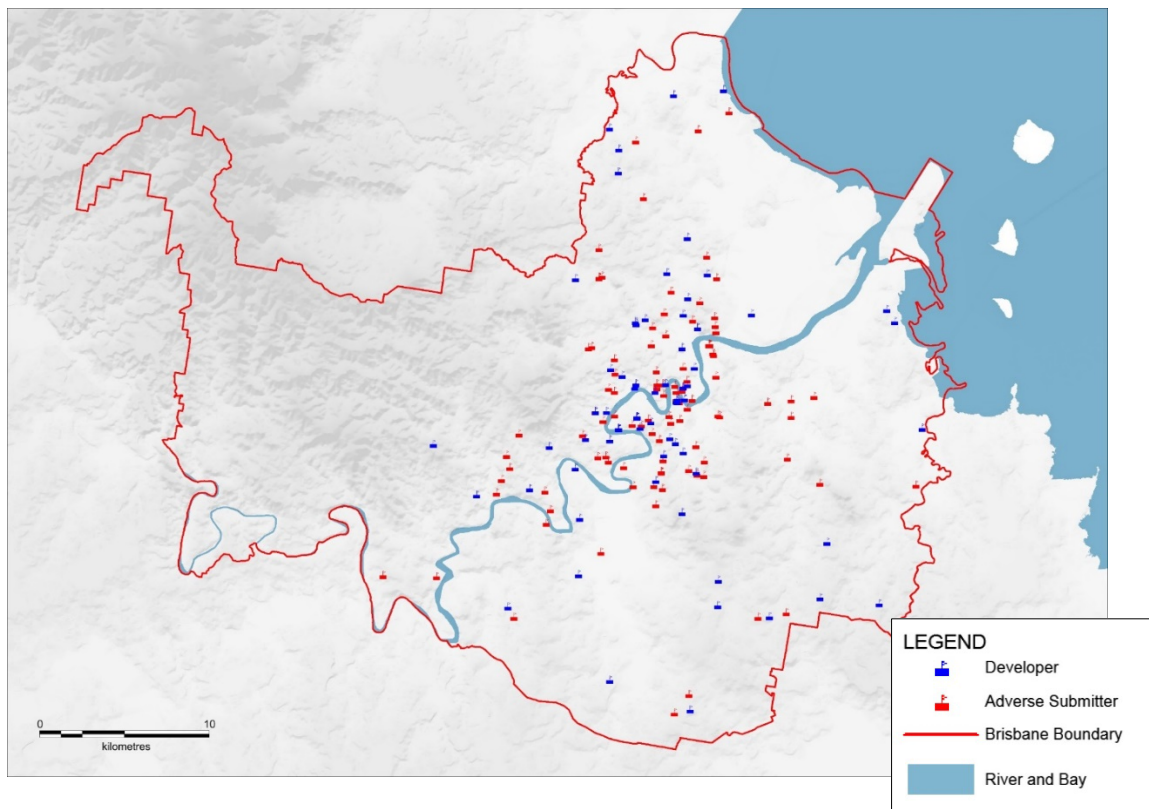 0 10
kilometres
LEGEND
Developer
Adverse Submitter
Brisbane Boundary
River and Bay